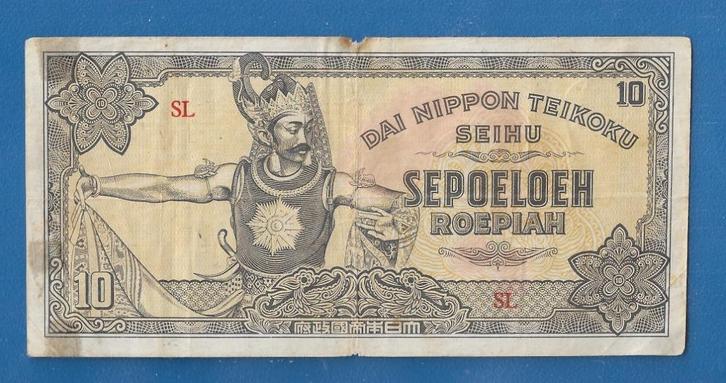 10
SL
DAI NIPPON TEIKOKU
SEIHU
SEPOELOEH
ROEPIAH
10
SL
府政國帝本日大